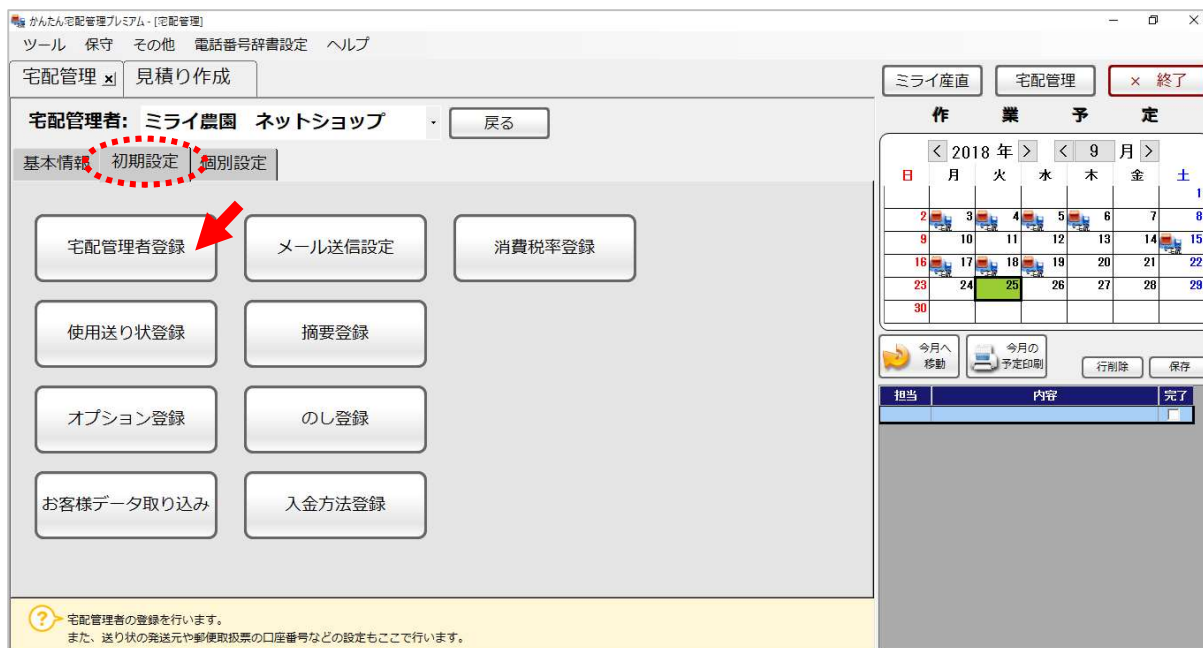 かんたん宅配管理プレミアム - [宅配管理]
ツール 保守 その他 電話番号辞書設定 ヘルプ
宅配管理 x 見積り作成
宅配管理者: ミライ農園 ネットショップ 戻る
基本情報 初期設定 個別設定
宅配管理者登録 メール送信設定 消費税率登録
使用送り状登録 摘要登録
オプション登録 のし登録
お客様データ取り込み 入金方法登録
? 宅配管理者の登録を行います。
また、送り状の発送元や郵便取扱票の口座番号などの設定もここで行います。
ミライ産直 宅配管理 × 終了
作 業 予 定
< 2018 年 > < 9 月 >
日 月 火 水 木 金 土
1
2 3 4 5 6 7 8
9 10 11 12 13 14 15
16 17 18 19 20 21 22
23 24 25 26 27 28 29
30
今月へ移動 今月の予定印刷 行削除 保存
担当 内容 完了